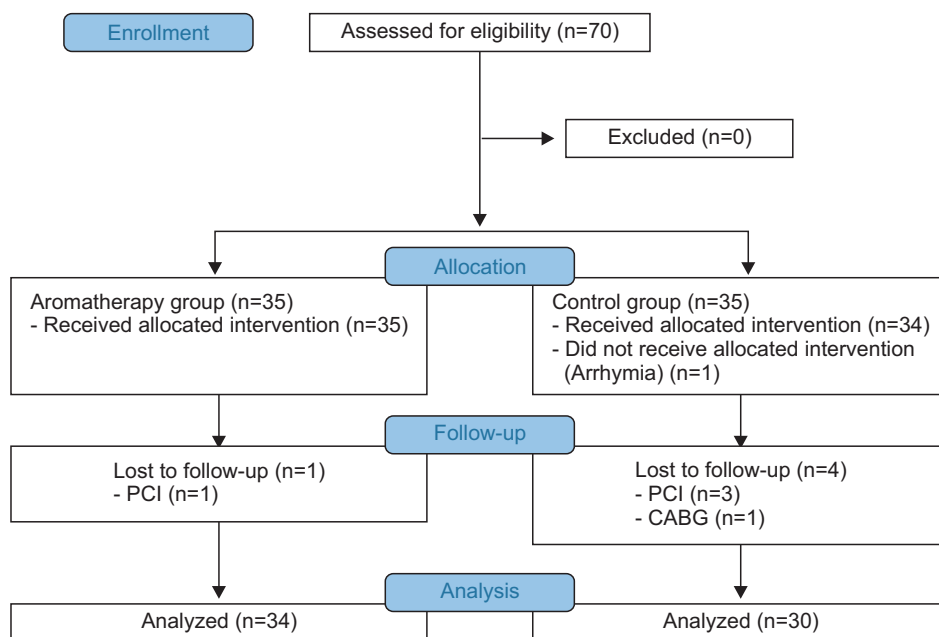 Enrollment
Assessed for eligibility (n=70)
Excluded (n=0)
Allocation
Aromatherapy group (n=35)
- Received allocated intervention (n=35)
Control group (n=35)
- Received allocated intervention (n=34)
- Did not receive allocated intervention
(Arrhymia) (n=1)
Follow-up
Lost to follow-up (n=1)
- PCI (n=1)
Lost to follow-up (n=4)
- PCI (n=3)
- CABG (n=1)
Analysis
Analyzed (n=34)
Analyzed (n=30)